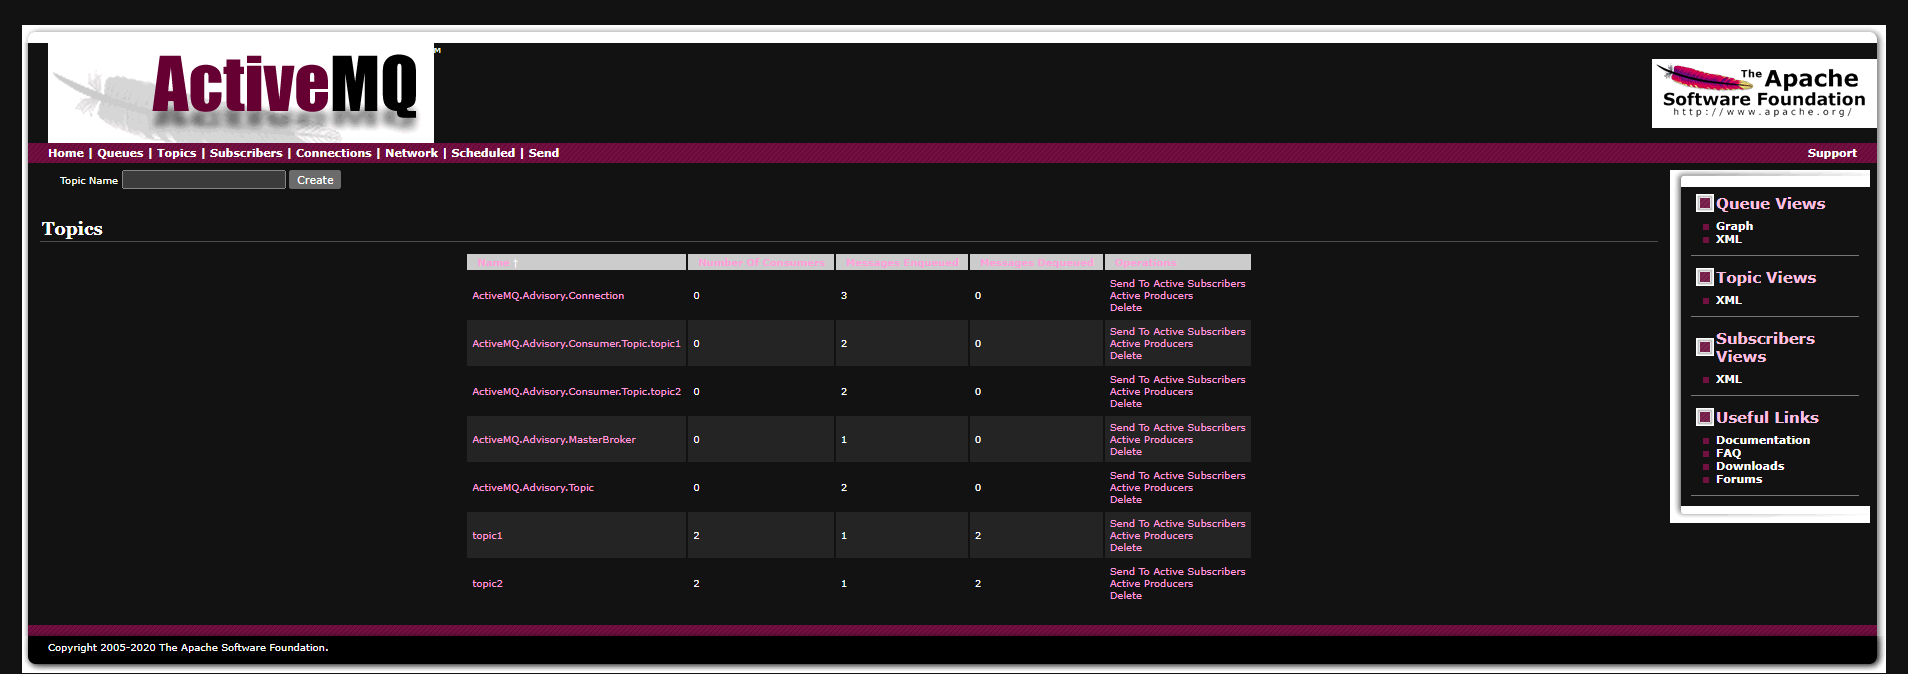 ActiveMQ
TM
The Apache
Software Foundation
http://www.apache.org/
Home | Queues | Topics | Subscribers | Connections | Network | Scheduled | Send
Support
Topic Name Create
Topics
Name ↑ Number Of Consumers Messages Enqueued Messages Dequeued Operations
ActiveMQ.Advisory.Connection 0 3 0
Send To Active Subscribers
Active Producers
Delete
ActiveMQ.Advisory.Consumer.Topic.topic1 0 2 0
Send To Active Subscribers
Active Producers
Delete
ActiveMQ.Advisory.Consumer.Topic.topic2 0 2 0
Send To Active Subscribers
Active Producers
Delete
ActiveMQ.Advisory.MasterBroker 0 1 0
Send To Active Subscribers
Active Producers
Delete
ActiveMQ.Advisory.Topic 0 2 0
Send To Active Subscribers
Active Producers
Delete
topic1 2 1 2
Send To Active Subscribers
Active Producers
Delete
topic2 2 1 2
Send To Active Subscribers
Active Producers
Delete
Queue Views
Graph
XML
Topic Views
XML
Subscribers
Views
XML
Useful Links
Documentation
FAQ
Downloads
Forums
Copyright 2005-2020 The Apache Software Foundation.